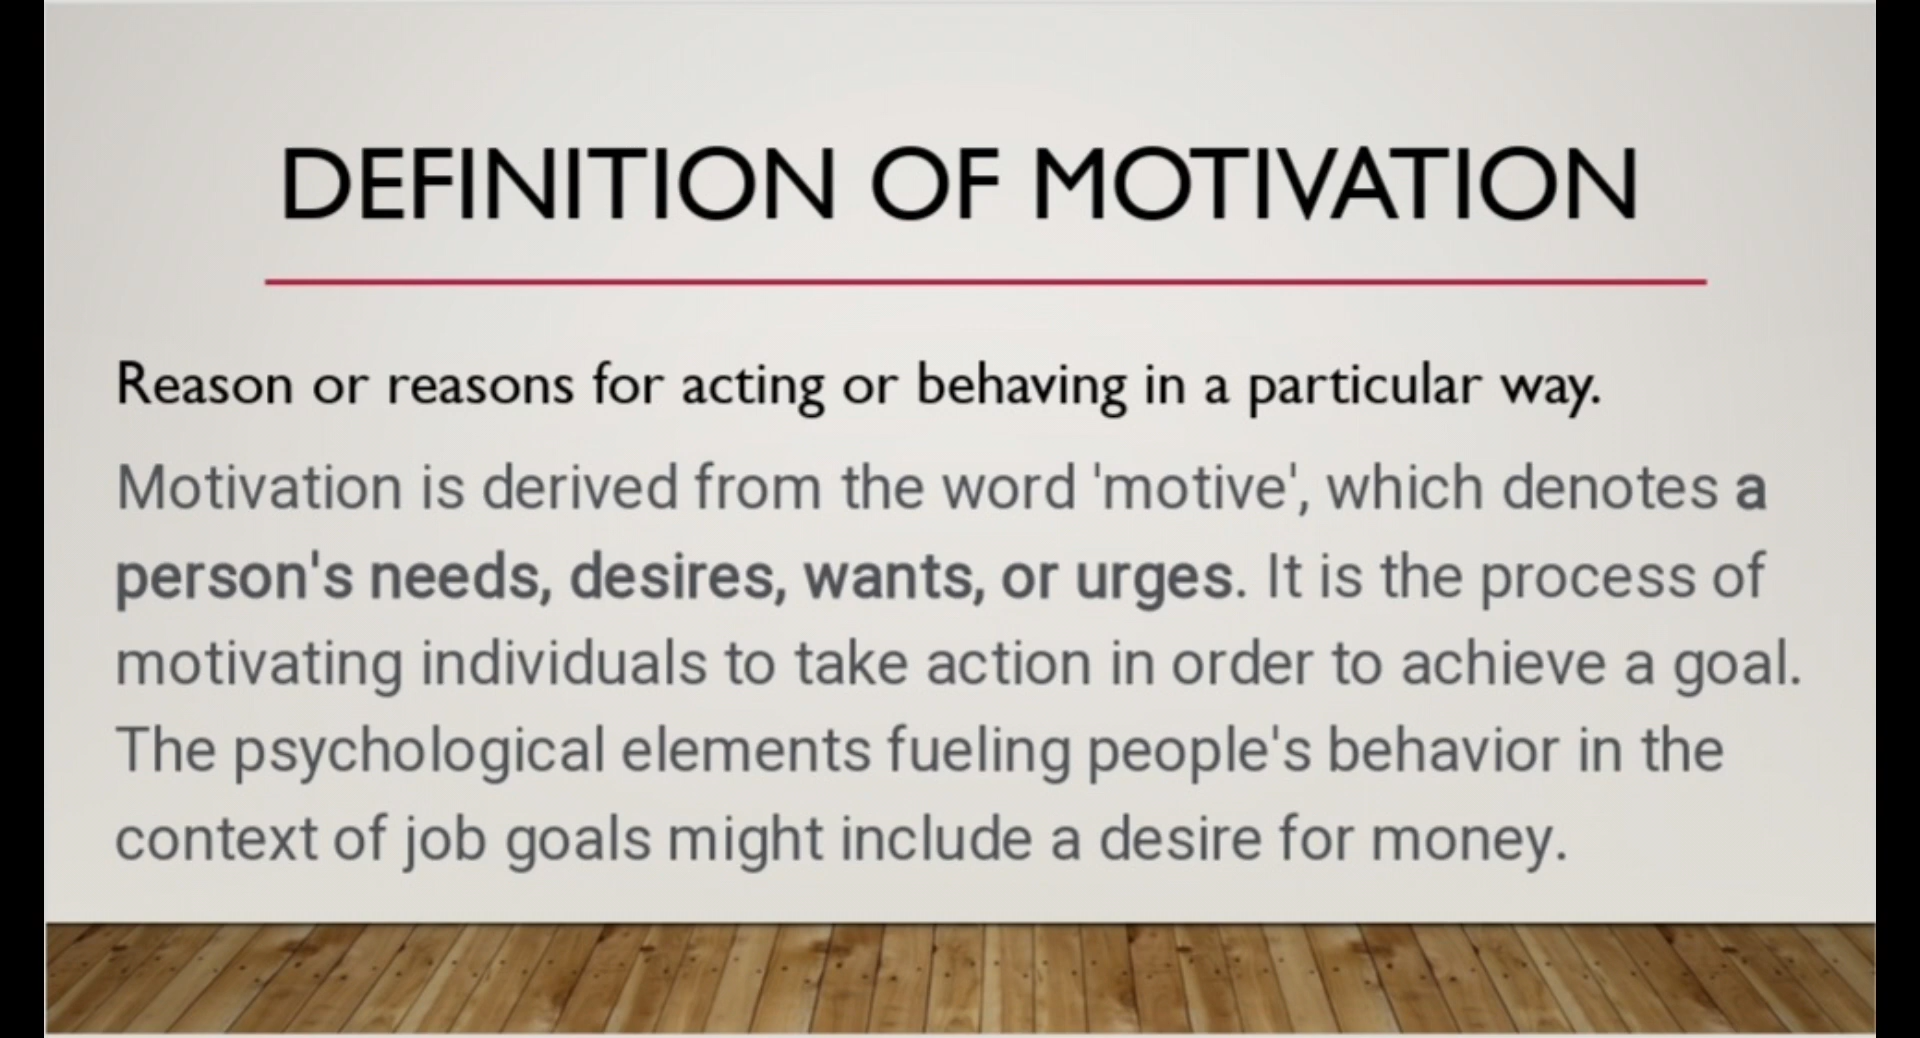 DEFINITION OF MOTIVATION
Reason or reasons for acting or behaving in a particular way.
Motivation is derived from the word 'motive', which denotes a
person's needs, desires, wants, or urges. It is the process of
motivating individuals to take action in order to achieve a goal.
The psychological elements fueling people's behavior in the
context of job goals might include a desire for money.